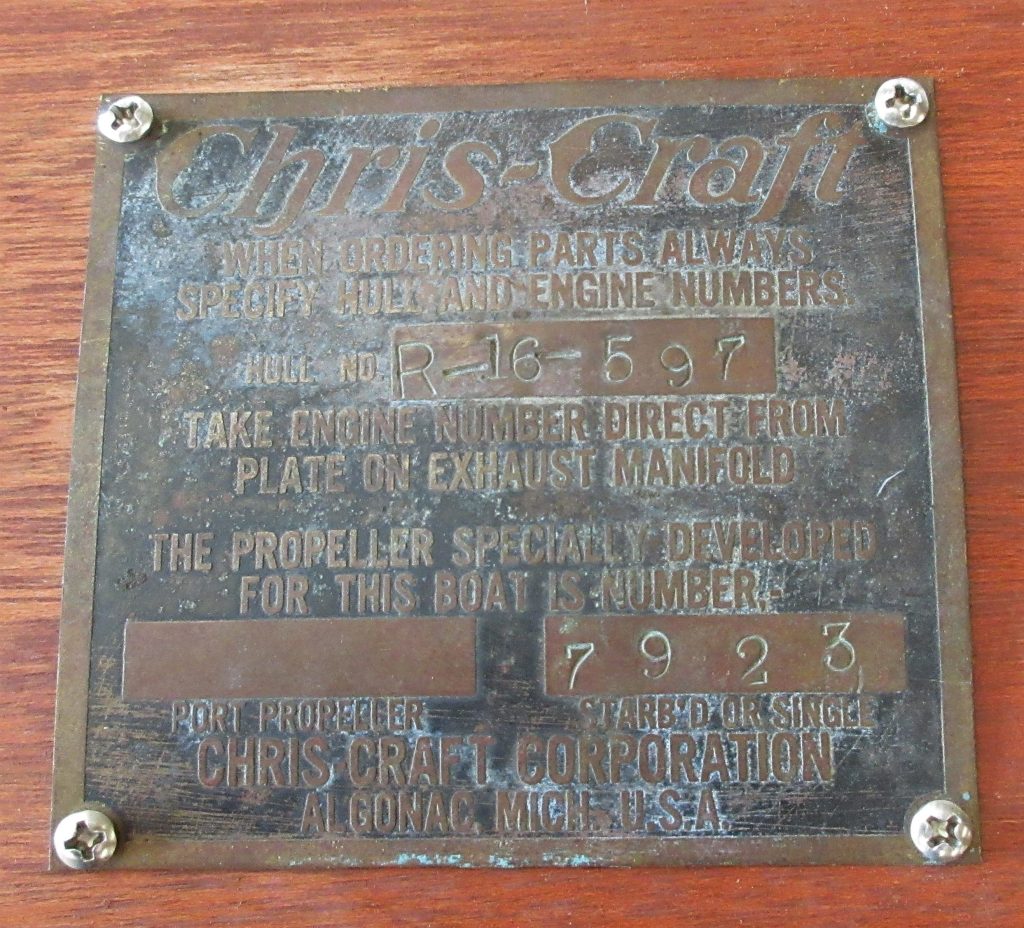 Chris-Craft
WHEN ORDERING PARTS ALWAYS
SPECIFY HULL AND ENGINE NUMBERS.
HULL NO. R-16-597
TAKE ENGINE NUMBER DIRECT FROM
PLATE ON EXHAUST MANIFOLD
THE PROPELLER SPECIALLY DEVELOPED
FOR THIS BOAT IS NUMBER,-
7923
PORT PROPELLER STARB'D OR SINGLE
CHRIS-CRAFT CORPORATION
ALGONAC, MICH., U.S.A.